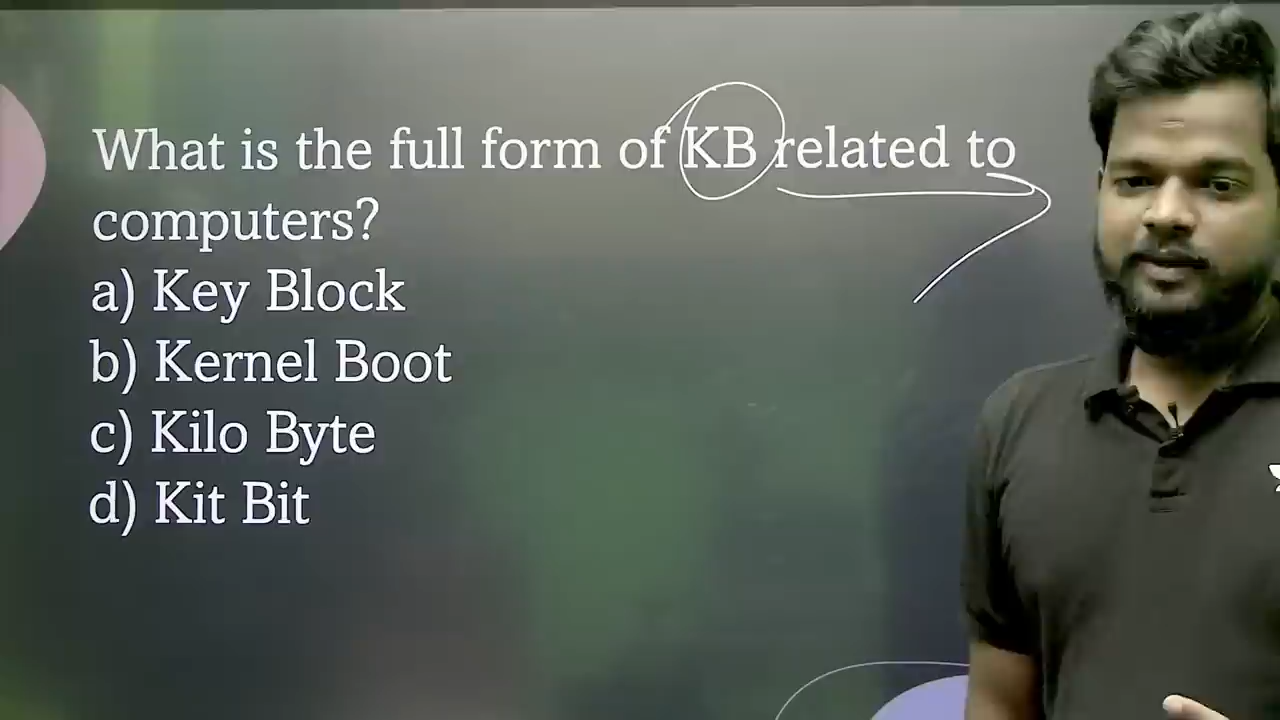 What is the full form of KB related to
computers?
a) Key Block
b) Kernel Boot
c) Kilo Byte
d) Kit Bit